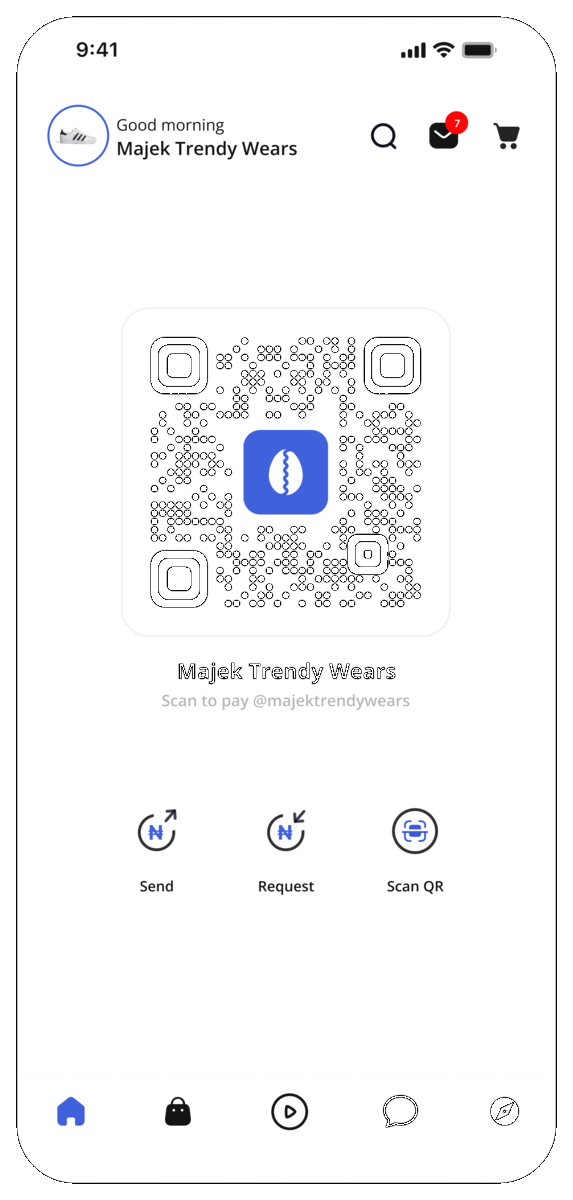 9:41
Good morning
Majek Trendy Wears
7
Majek Trendy Wears
Scan to pay @majektrendywears
₦
₦
Send
Request
Scan QR